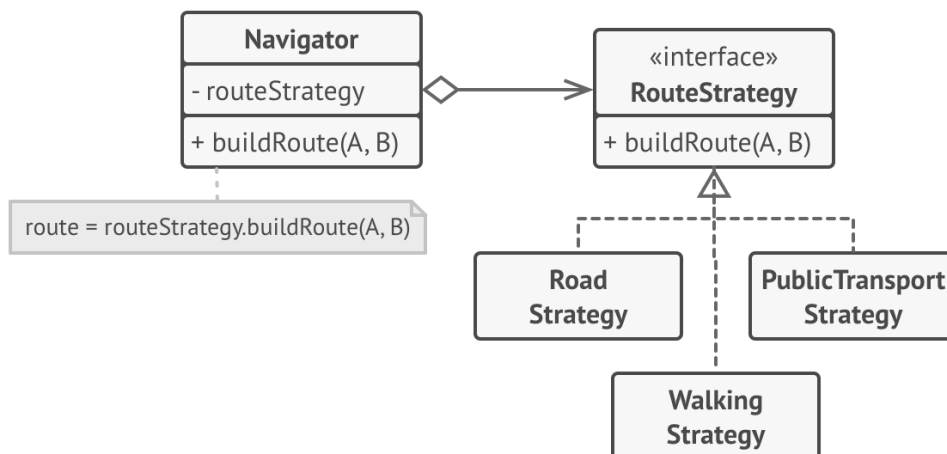 Navigator
- routeStrategy
+ buildRoute(A, B)
route = routeStrategy.buildRoute(A, B)
«interface»
RouteStrategy
+ buildRoute(A, B)
Road
Strategy
PublicTransport
Strategy
Walking
Strategy